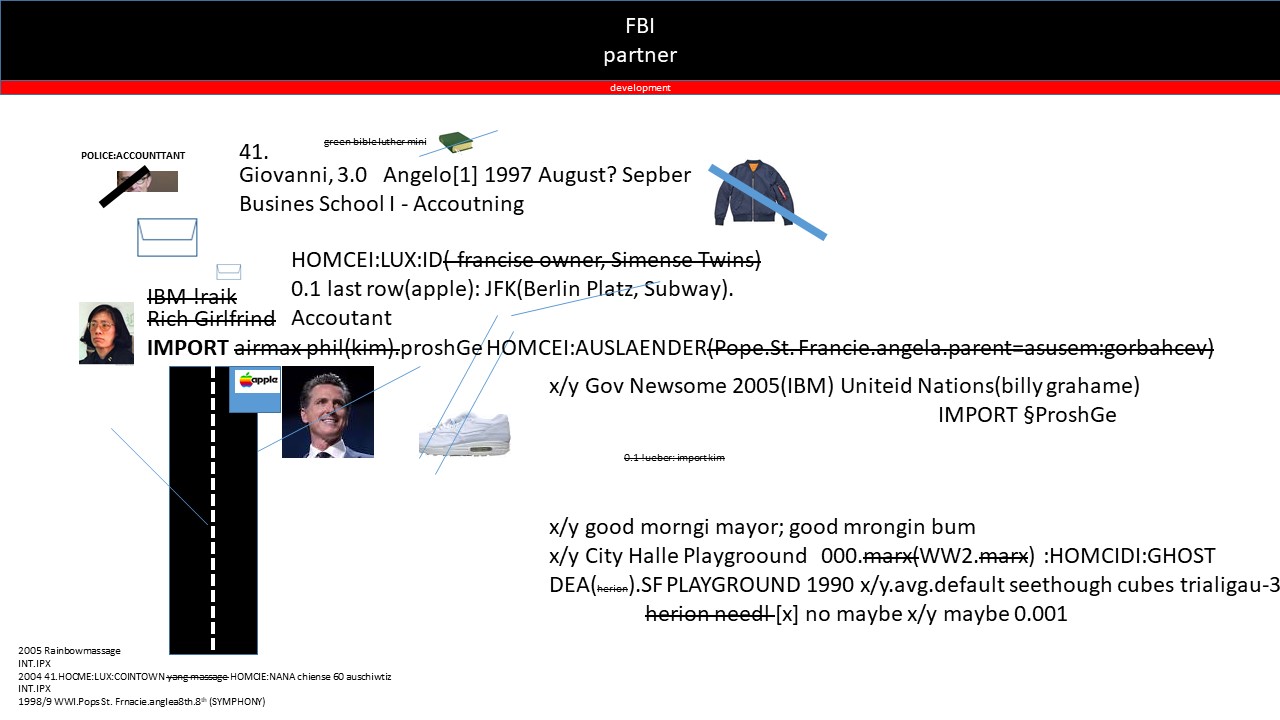 FBI
partner
development
green bible luther mini
POLICE:ACCOUNTTANT
41.
Giovanni, 3.0 Angelo[1] 1997 August? Sepber
Busines School I - Accoutning
HOMCEI:LUX:ID( francise owner, Simense Twins)
0.1 last row(apple): JFK(Berlin Platz, Subway).
IBM !raik
Rich Girlfrind Accoutant
IMPORT airmax phil(kim).proshGe HOMCEI:AUSLAENDER(Pope.St. Francie.angela.parent=asusem:gorbahcev)
apple
x/y Gov Newsome 2005(IBM) Uniteid Nations(billy grahame)
IMPORT §ProshGe
0.1 !ueber: import kim
x/y good morngi mayor; good mrongin bum
x/y City Halle Playgroound 000.marx(WW2.marx) :HOMCIDI:GHOST
DEA(herion).SF PLAYGROUND 1990 x/y.avg.default seethough cubes trialigau-3
herion needl [x] no maybe x/y maybe 0.001
2005 Rainbowmassage
INT.IPX
2004 41.HOCME:LUX:COINTOWN yang massage HOMCIE:NANA chiense 60 auschiwtiz
INT.IPX
1998/9 WWI.Pops St. Frnacie.anglea8th.8th (SYMPHONY)